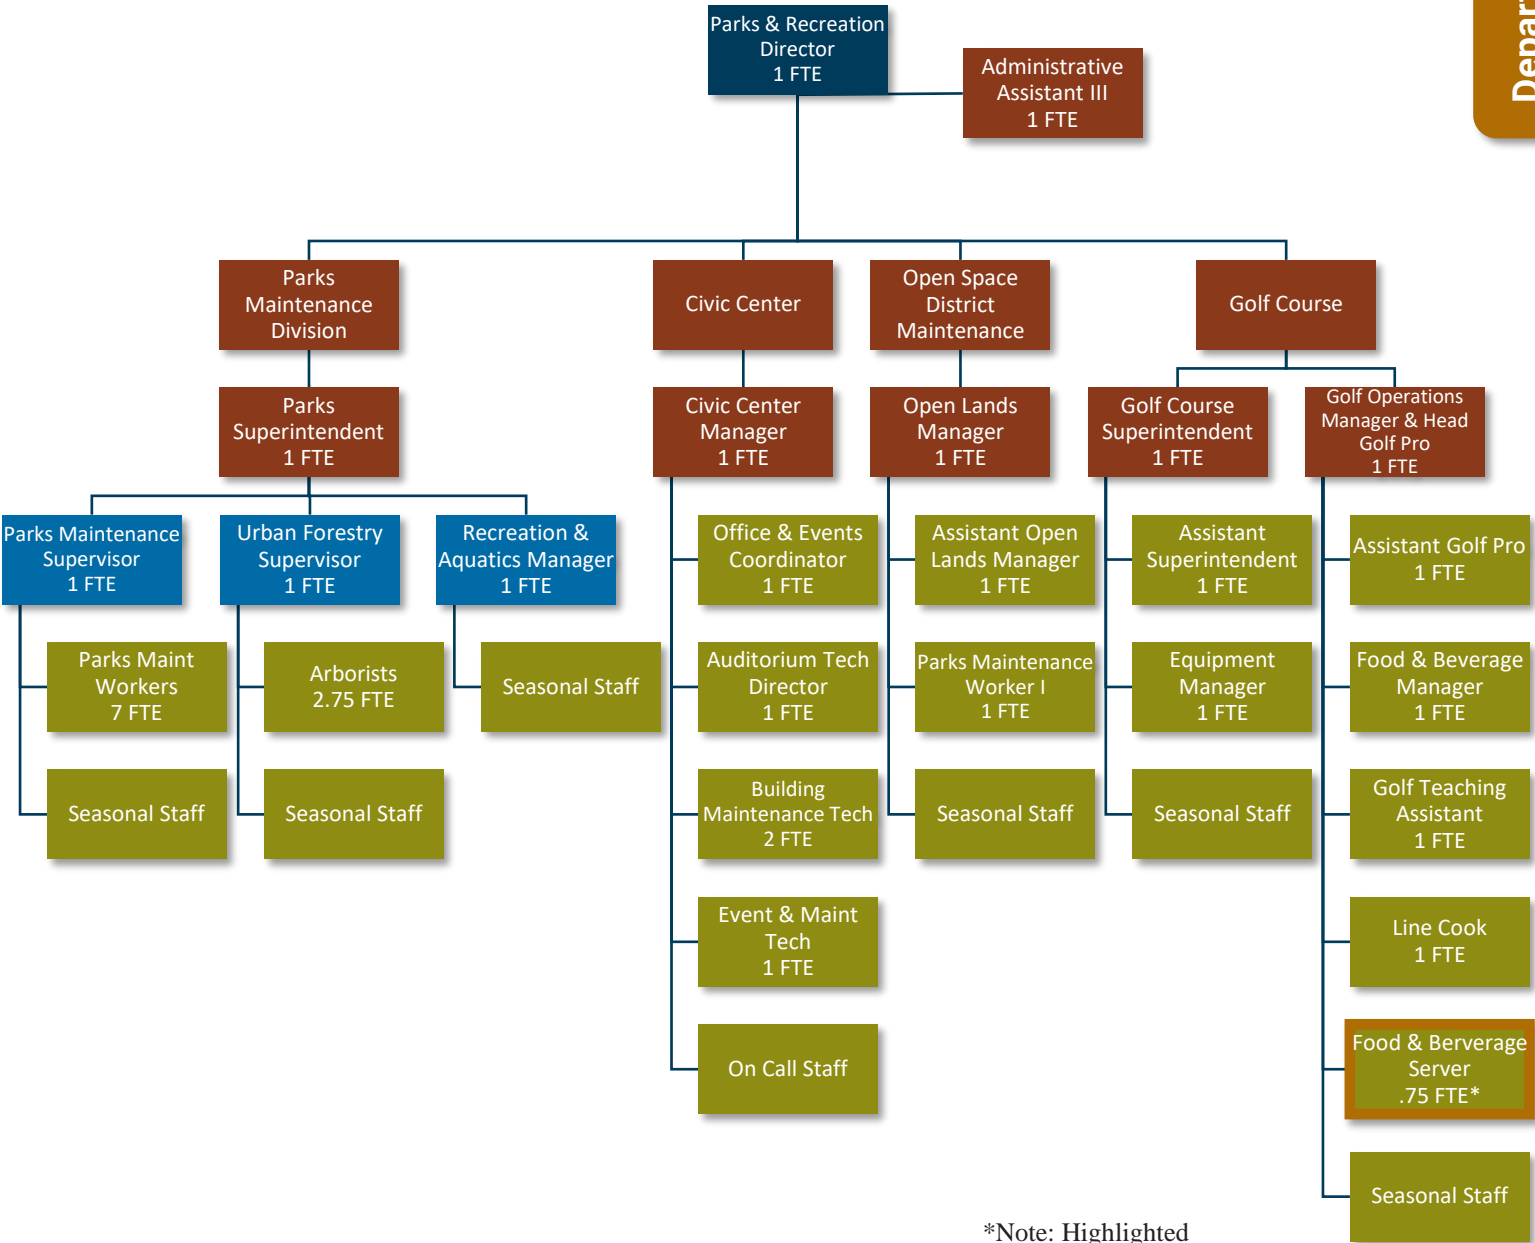 Parks & Recreation
Director
1 FTE
Administrative
Assistant III
1 FTE
Parks
Maintenance
Division
Civic Center
Open Space
District
Maintenance
Golf Course
Parks
Superintendent
1 FTE
Civic Center
Manager
1 FTE
Open Lands
Manager
1 FTE
Golf Course
Superintendent
1 FTE
Golf Operations
Manager & Head
Golf Pro
1 FTE
Parks Maintenance
Supervisor
1 FTE
Urban Forestry
Supervisor
1 FTE
Recreation &
Aquatics Manager
1 FTE
Office & Events
Coordinator
1 FTE
Assistant Open
Lands Manager
1 FTE
Assistant
Superintendent
1 FTE
Assistant Golf Pro
1 FTE
Parks Maint
Workers
7 FTE
Arborists
2.75 FTE
Seasonal Staff
Auditorium Tech
Director
1 FTE
Parks Maintenance
Worker I
1 FTE
Equipment
Manager
1 FTE
Food & Beverage
Manager
1 FTE
Seasonal Staff
Seasonal Staff
Building
Maintenance Tech
2 FTE
Seasonal Staff
Seasonal Staff
Golf Teaching
Assistant
1 FTE
Event & Maint
Tech
1 FTE
Line Cook
1 FTE
On Call Staff
Food & Berverage
Server
.75 FTE*
Seasonal Staff
*Note: Highlighted